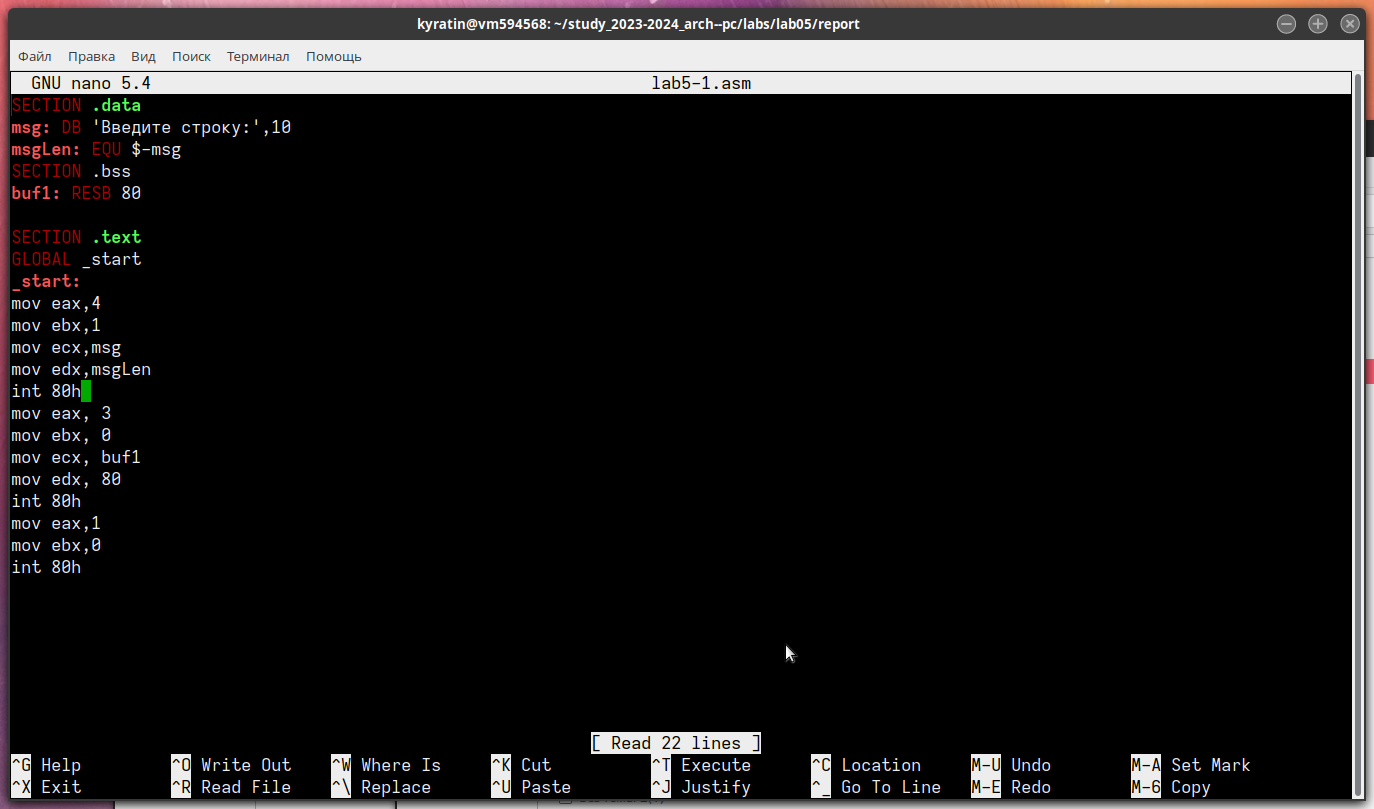 kyratin@vm594568: ~/study_2023-2024_arch--pc/labs/lab05/report
Файл Правка Вид Поиск Терминал Помощь
GNU nano 5.4 lab5-1.asm
SECTION .data
msg: DB 'Введите строку:',10
msgLen: EQU $-msg
SECTION .bss
buf1: RESB 80
SECTION .text
GLOBAL _start
_start:
mov eax,4
mov ebx,1
mov ecx,msg
mov edx,msgLen
int 80h
mov eax, 3
mov ebx, 0
mov ecx, buf1
mov edx, 80
int 80h
mov eax,1
mov ebx,0
int 80h
[ Read 22 lines ]
^G Help ^O Write Out ^W Where Is ^K Cut ^T Execute ^C Location M-U Undo M-A Set Mark
^X Exit ^R Read File ^\ Replace ^U Paste ^J Justify ^_ Go To Line M-E Redo M-6 Copy